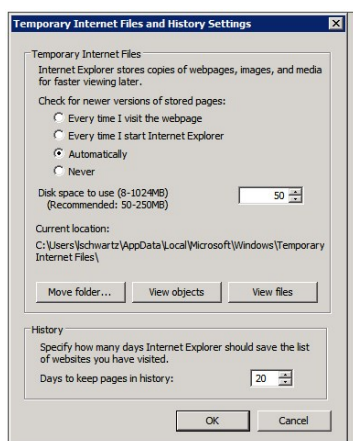 Temporary Internet Files and History Settings
Temporary Internet Files
Internet Explorer stores copies of webpages, images, and media
for faster viewing later.
Check for newer versions of stored pages:
Every time I visit the webpage
Every time I start Internet Explorer
Automatically
Never
Disk space to use (8-1024MB)
(Recommended: 50-250MB)
50
Current location:
C:\Users\lschwartz\AppData\Local\Microsoft\Windows\Temporary
Internet Files\
Move folder... View objects View files
History
Specify how many days Internet Explorer should save the list
of websites you have visited.
Days to keep pages in history: 20
OK Cancel